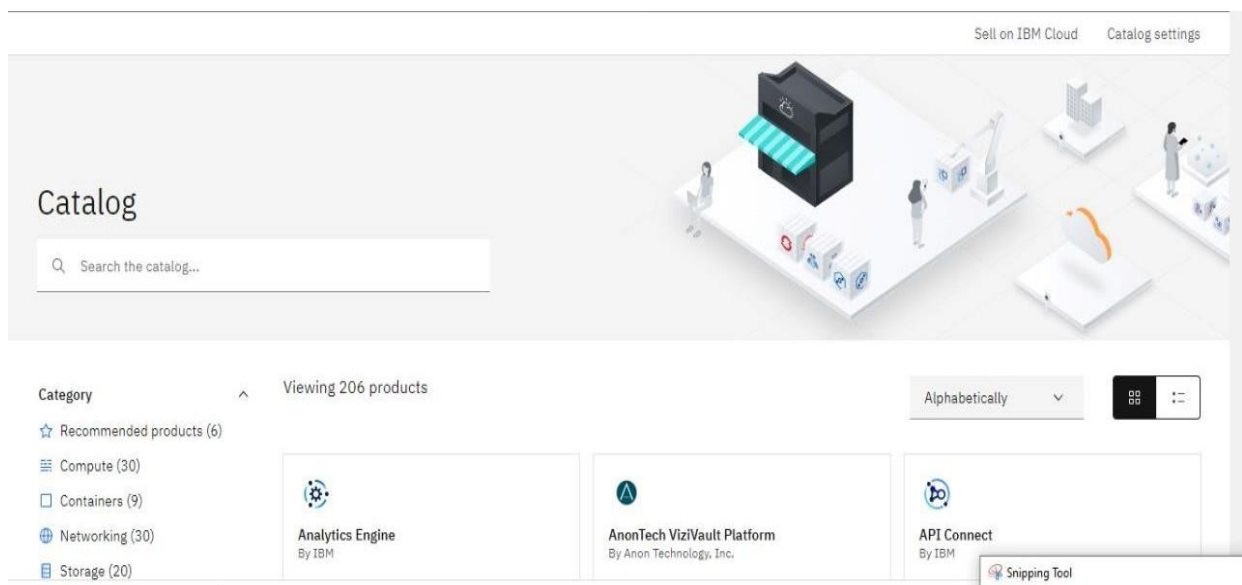 Sell on IBM Cloud Catalog settings
Catalog
Search the catalog...
Category
Recommended products (6)
Compute (30)
Containers (9)
Networking (30)
Storage (20)
Viewing 206 products
Alphabetically
Analytics Engine
By IBM
AnonTech ViziVault Platform
By Anon Technology, Inc.
API Connect
By IBM
Snipping Tool